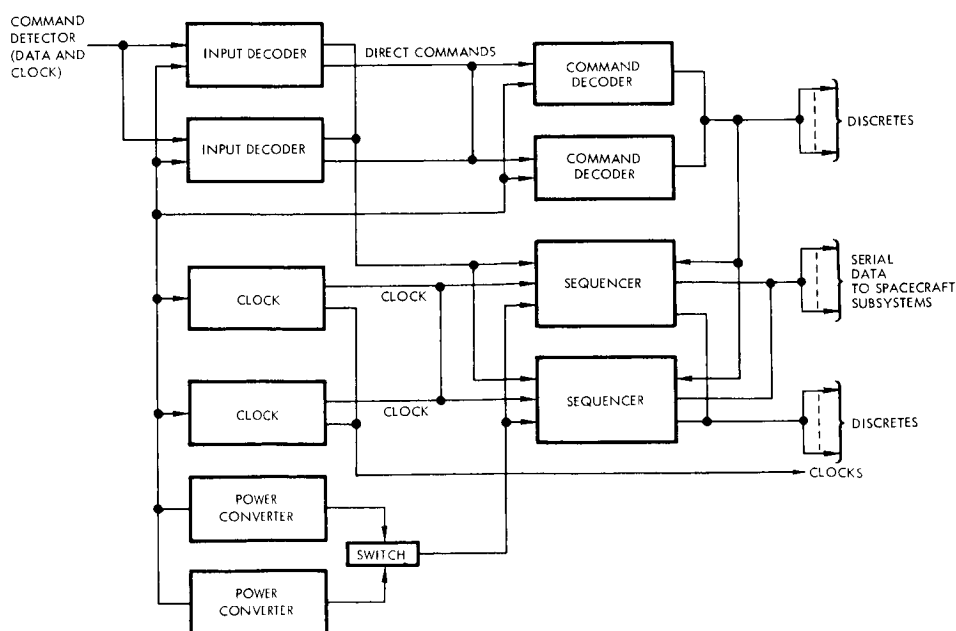 COMMAND
DETECTOR
(DATA AND
CLOCK)
INPUT DECODER
DIRECT COMMANDS
COMMAND
DECODER
DISCRETES
INPUT DECODER
COMMAND
DECODER
CLOCK
CLOCK
SEQUENCER
SERIAL
DATA
TO SPACECRAFT
SUBSYSTEMS
CLOCK
CLOCK
SEQUENCER
DISCRETES
CLOCKS
POWER
CONVERTER
SWITCH
POWER
CONVERTER